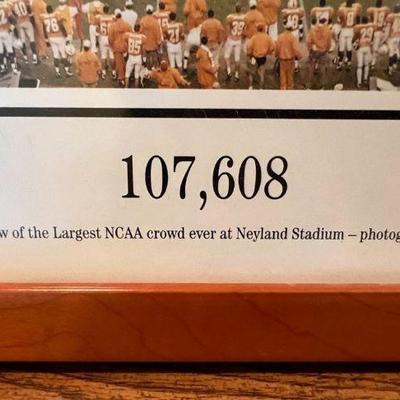 107,608
of the Largest NCAA crowd ever at Neyland Stadium –